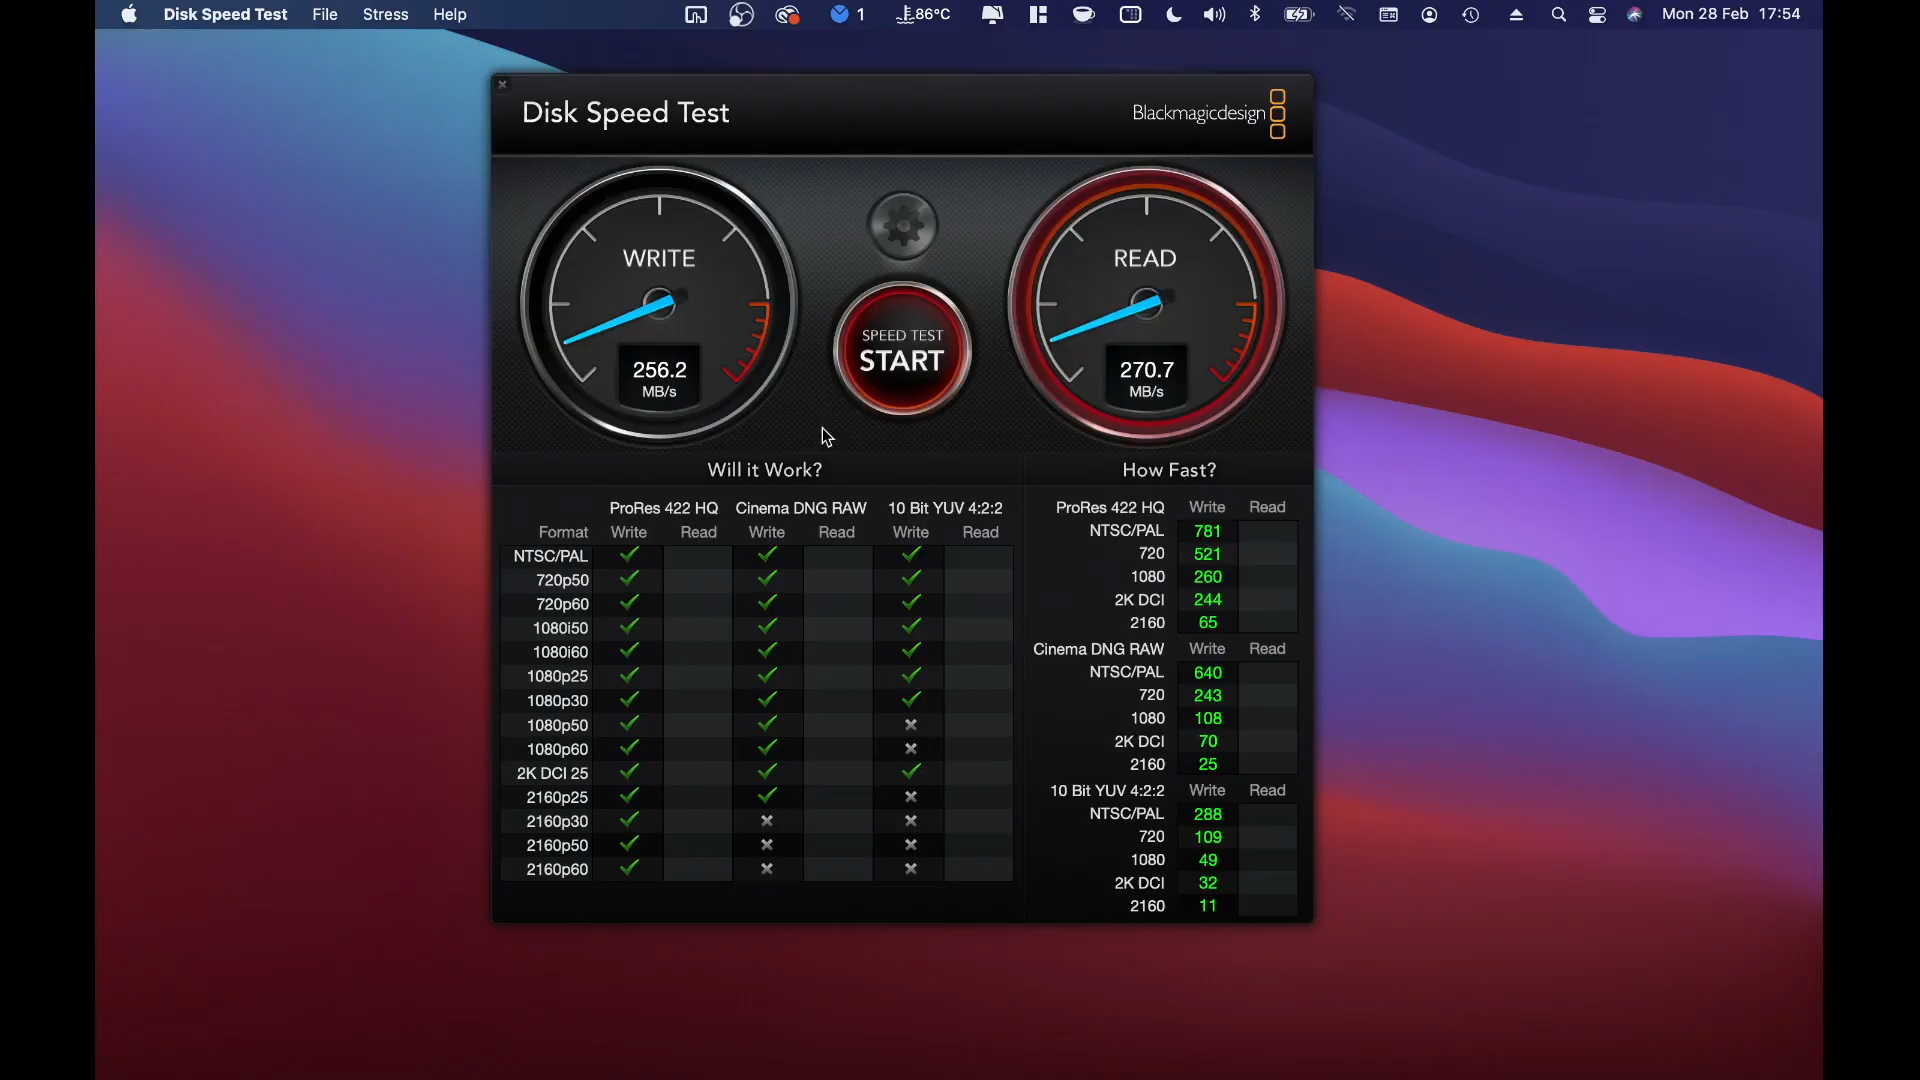 Disk Speed Test File Stress Help 1 86°C Mon 28 Feb 17:54
Disk Speed Test
Blackmagicdesign
WRITE
256.2
MB/s
SPEED TEST
START
READ
270.7
MB/s
Will it Work?
ProRes 422 HQ Cinema DNG RAW 10 Bit YUV 4:2:2
Format Write Read Write Read Write Read
NTSC/PAL
720p50
720p60
1080i50
1080i60
1080p25
1080p30
1080p50
1080p60
2K DCI 25
2160p25
2160p30
2160p50
2160p60
How Fast?
ProRes 422 HQ Write Read
NTSC/PAL 781
720 521
1080 260
2K DCI 244
2160 65
Cinema DNG RAW Write Read
NTSC/PAL 640
720 243
1080 108
2K DCI 70
2160 25
10 Bit YUV 4:2:2 Write Read
NTSC/PAL 288
720 109
1080 49
2K DCI 32
2160 11